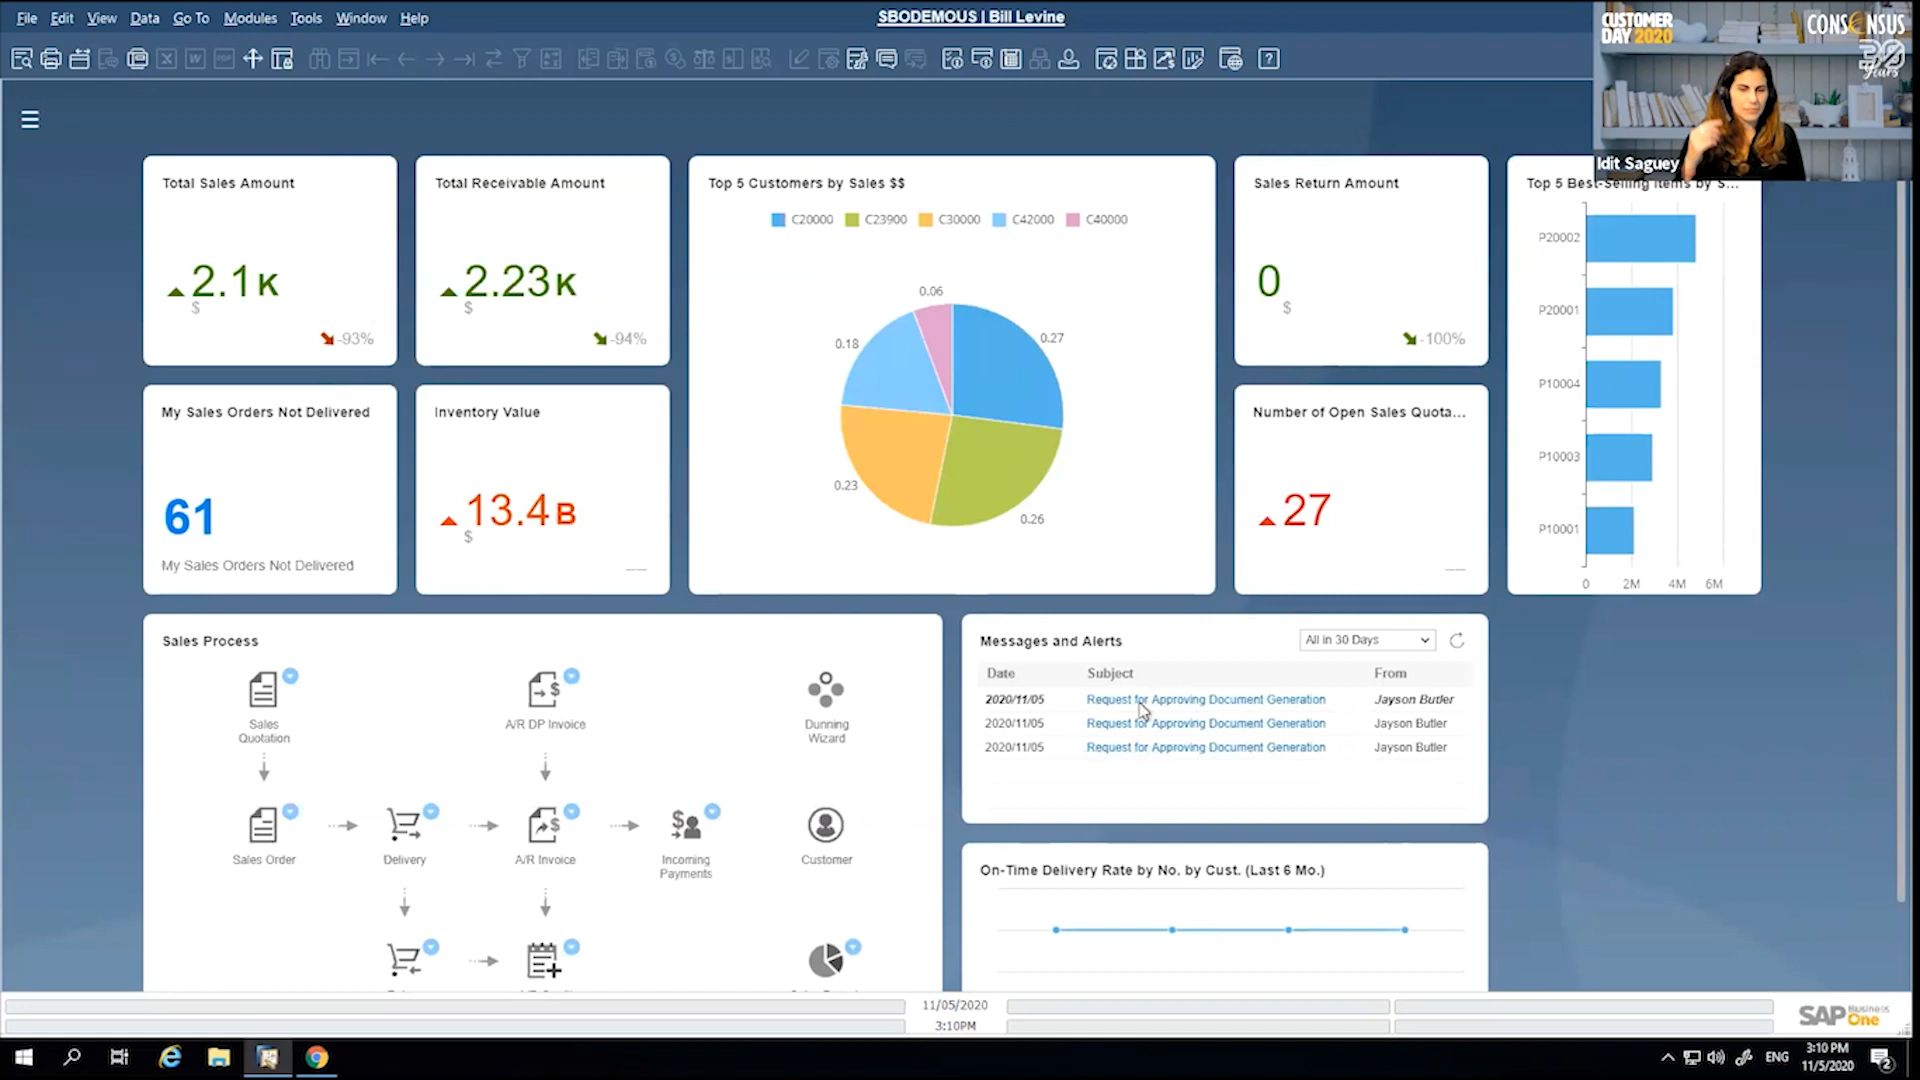 File Edit View Data Go To Modules Tools Window Help
SBODEMOUS | Bill Levine
CUSTOMER
DAY 2020
CONSENSUS
30
Years
Idit Saguey
Total Sales Amount
2.1 K
$
-93%
Total Receivable Amount
2.23 K
$
-94%
Top 5 Customers by Sales $$
C20000 C23900 C30000 C42000 C40000
0.06
0.27
0.18
0.23
0.26
Sales Return Amount
0
$
-100%
Top 5 Best-Selling Items by S...
P20002
P20001
P10004
P10003
P10001
0 2M 4M 6M
My Sales Orders Not Delivered
61
My Sales Orders Not Delivered
Inventory Value
13.4 B
$
Number of Open Sales Quota...
27
Sales Process
Sales
Quotation
A/R DP Invoice
Dunning
Wizard
Sales Order
Delivery
A/R Invoice
Incoming
Payments
Customer
Messages and Alerts
All in 30 Days
Date Subject From
2020/11/05 Request for Approving Document Generation Jayson Butler
2020/11/05 Request for Approving Document Generation Jayson Butler
2020/11/05 Request for Approving Document Generation Jayson Butler
On-Time Delivery Rate by No. by Cust. (Last 6 Mo.)
11/05/2020
3:10PM
SAP Business
One
ENG
3:10 PM
11/5/2020
2